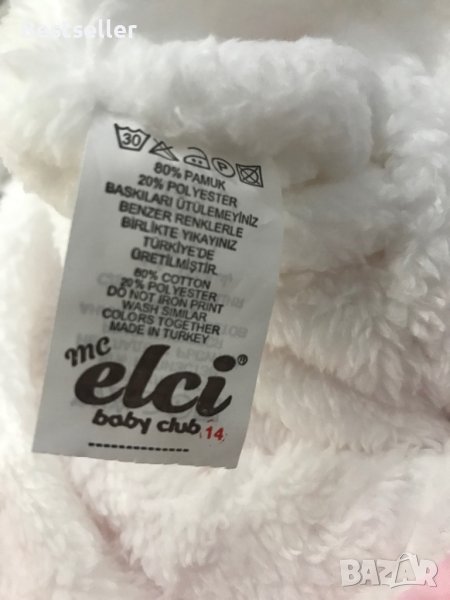 Bestseller
30
P
80% PAMUK
20% POLYESTER
BASKILARI ÜTÜLEMEYİNİZ
BENZER RENKLERLE
BİRLİKTE YIKAYINIZ
TÜRKİYE'DE
ÜRETİLMİŞTİR.
80% COTTON
20% POLYESTER
DO NOT IRON PRINT
WASH SIMILAR
COLORS TOGETHER
MADE IN TURKEY
mc
elci®
baby club 14
BAZAR